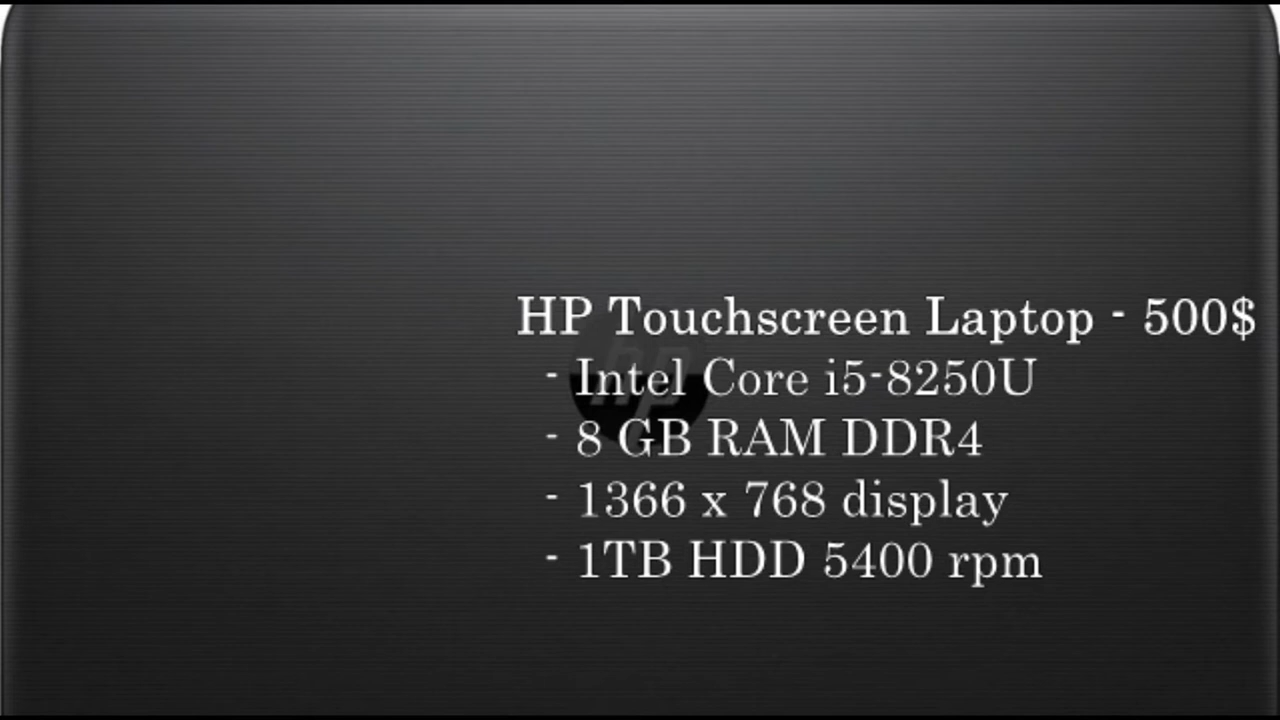 HP Touchscreen Laptop - 500$
- Intel Core i5-8250U
- 8 GB RAM DDR4
- 1366 x 768 display
- 1TB HDD 5400 rpm
hp